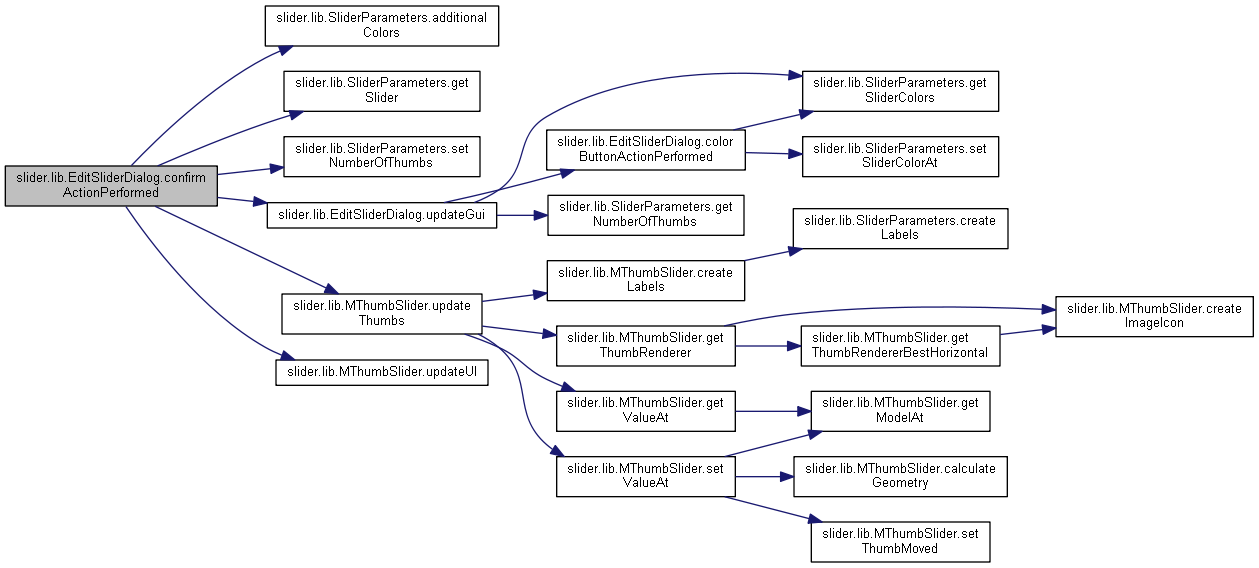 slider.lib.SliderParameters.additional
Colors
slider.lib.SliderParameters.get
Slider
slider.lib.SliderParameters.get
SliderColors
slider.lib.EditSliderDialog.color
ButtonActionPerformed
slider.lib.SliderParameters.set
NumberOfThumbs
slider.lib.SliderParameters.set
SliderColorAt
slider.lib.EditSliderDialog.confirm
ActionPerformed
slider.lib.EditSliderDialog.updateGui
slider.lib.SliderParameters.get
NumberOfThumbs
slider.lib.SliderParameters.create
Labels
slider.lib.MThumbSlider.create
Labels
slider.lib.MThumbSlider.update
Thumbs
slider.lib.MThumbSlider.create
ImageIcon
slider.lib.MThumbSlider.get
ThumbRenderer
slider.lib.MThumbSlider.get
ThumbRendererBestHorizontal
slider.lib.MThumbSlider.updateUI
slider.lib.MThumbSlider.get
ValueAt
slider.lib.MThumbSlider.get
ModelAt
slider.lib.MThumbSlider.set
ValueAt
slider.lib.MThumbSlider.calculate
Geometry
slider.lib.MThumbSlider.set
ThumbMoved